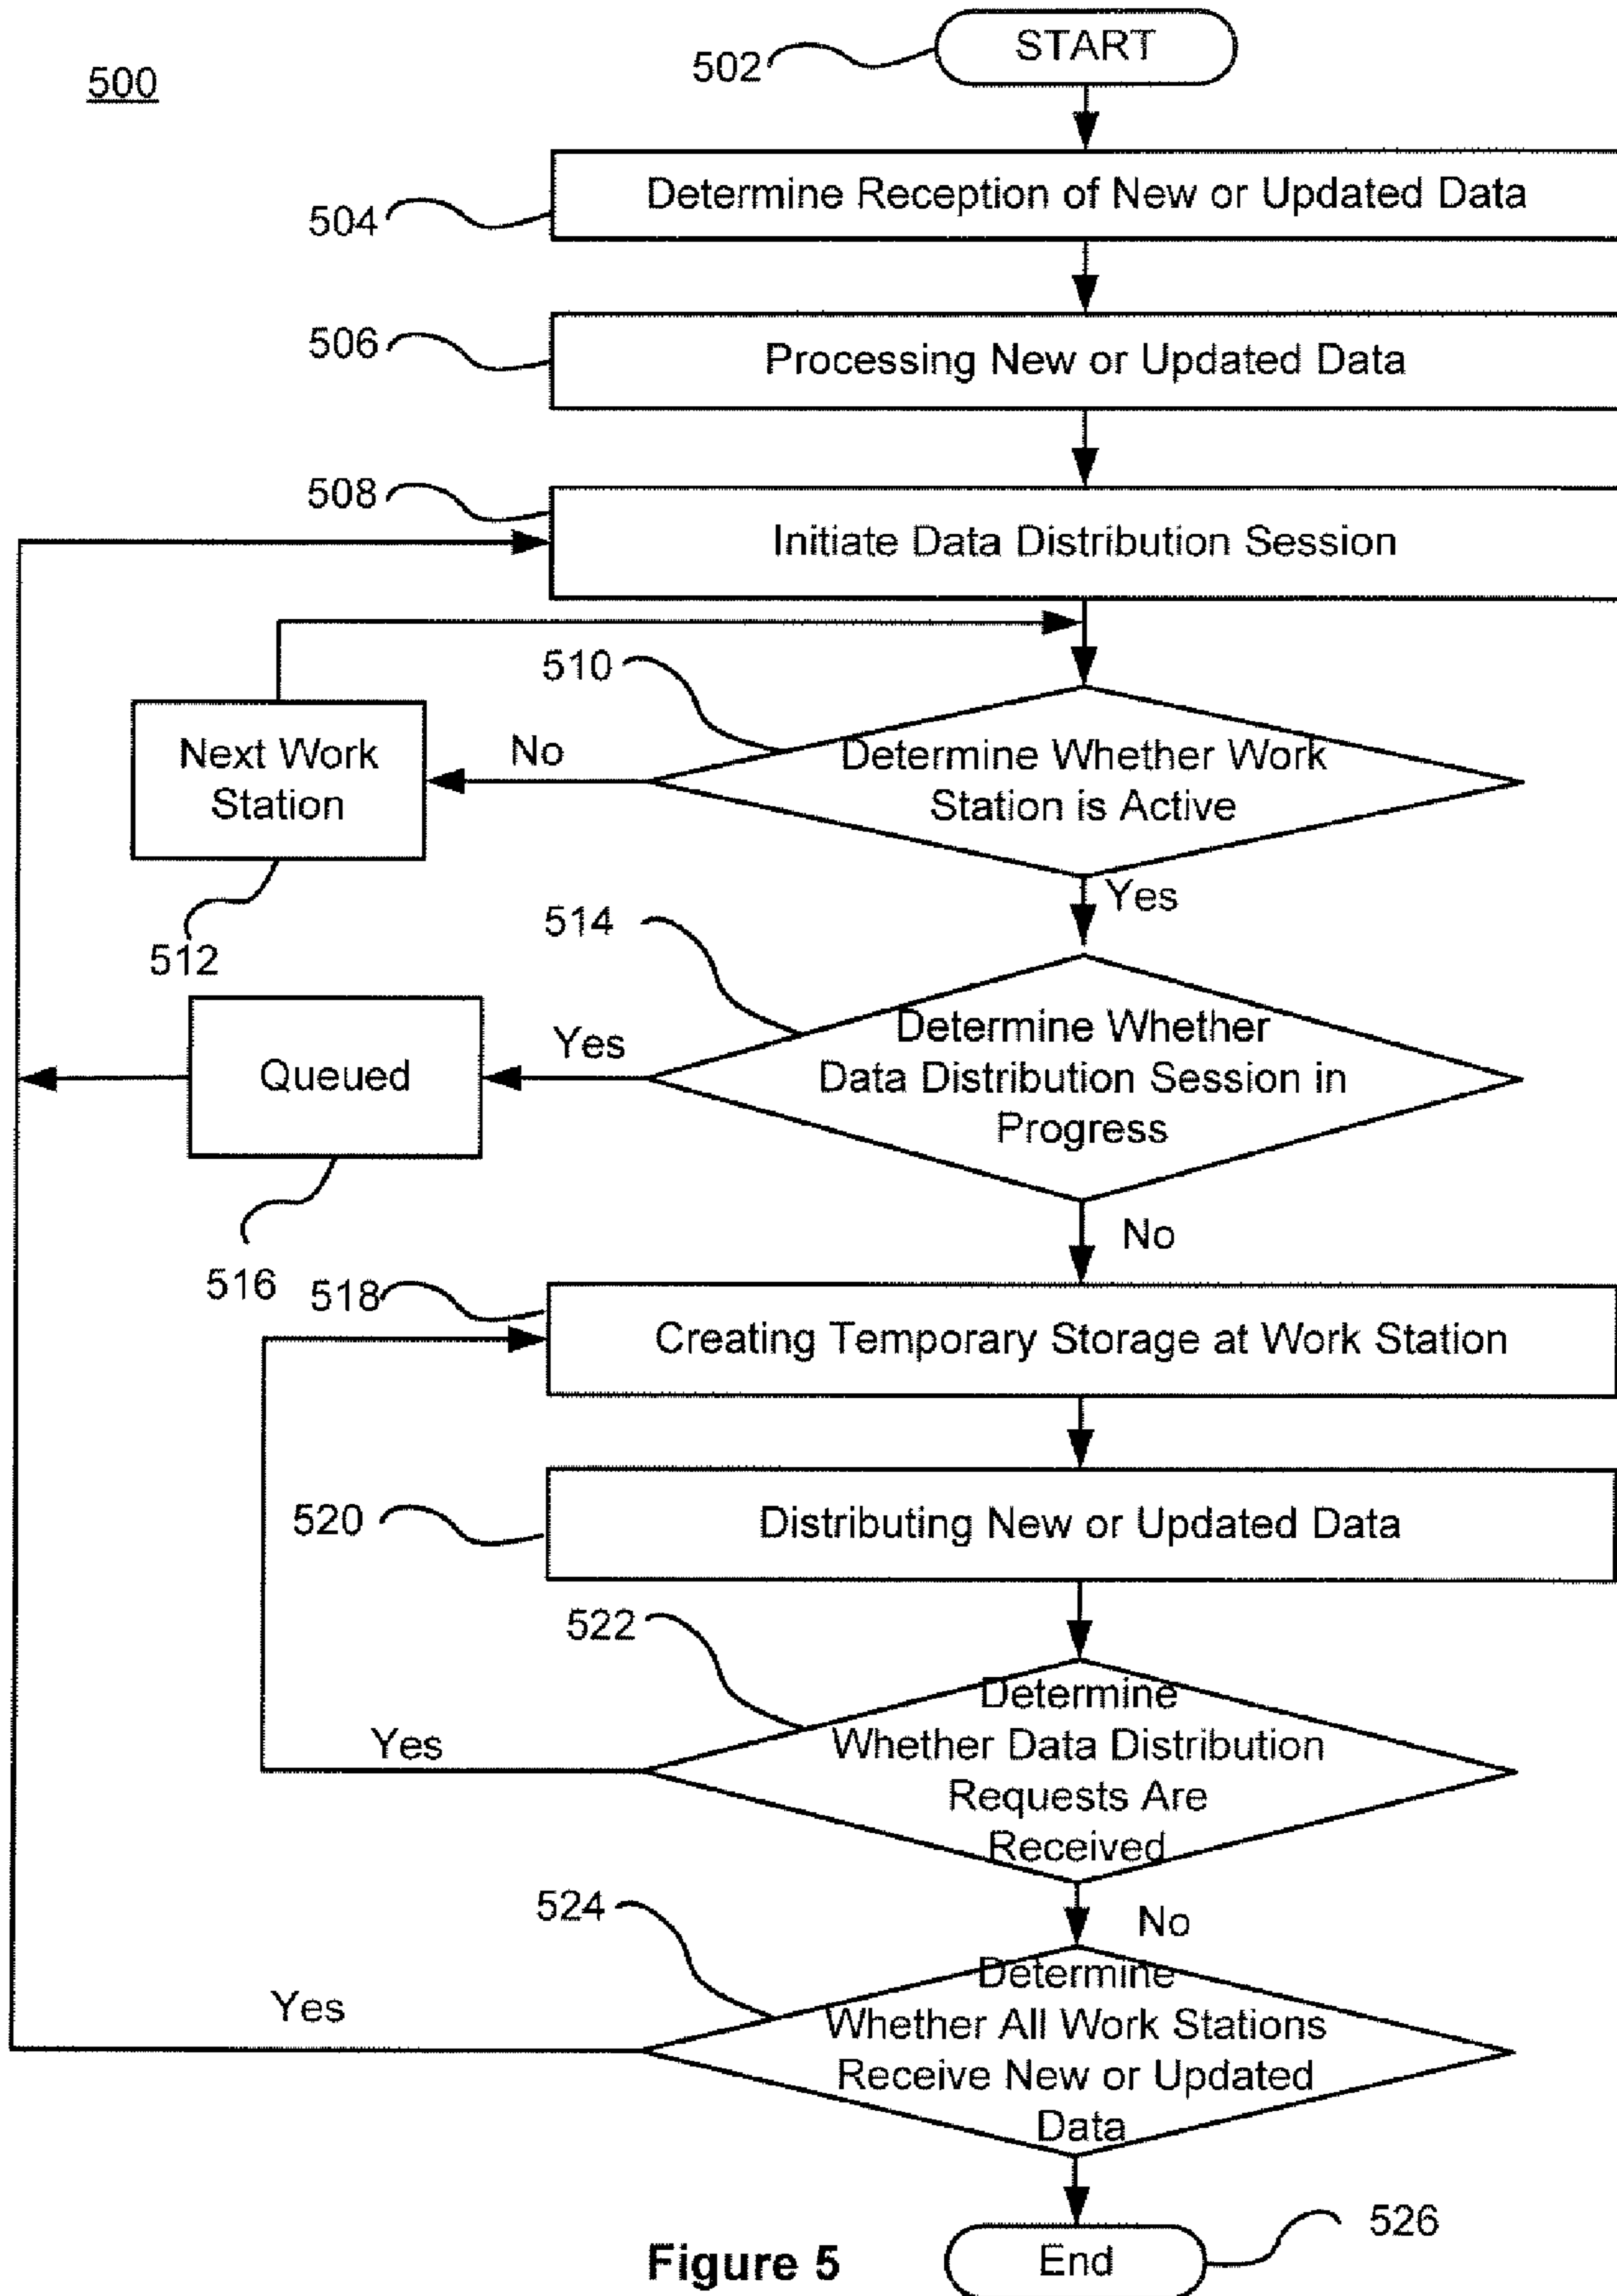 500
502
START
504
Determine Reception of New or Updated Data
506
Processing New or Updated Data
508
Initiate Data Distribution Session
510
Determine Whether Work
Station is Active
No
Next Work
Station
512
Yes
514
Determine Whether
Data Distribution Session in
Progress
Yes
Queued
516
No
518
Creating Temporary Storage at Work Station
520
Distributing New or Updated Data
522
Determine
Whether Data Distribution
Requests Are
Received
Yes
No
524
Determine
Whether All Work Stations
Receive New or Updated
Data
Yes
526
End
Figure 5